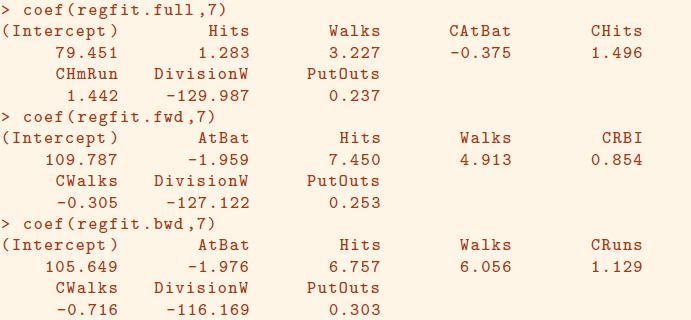 > coef(regfit.full,7)
(Intercept) Hits Walks CAtBat CHits
79.451 1.283 3.227 -0.375 1.496
CHmRun DivisionW PutOuts
1.442 -129.987 0.237
> coef(regfit.fwd,7)
(Intercept) AtBat Hits Walks CRBI
109.787 -1.959 7.450 4.913 0.854
CWalks DivisionW PutOuts
-0.305 -127.122 0.253
> coef(regfit.bwd,7)
(Intercept) AtBat Hits Walks CRuns
105.649 -1.976 6.757 6.056 1.129
CWalks DivisionW PutOuts
-0.716 -116.169 0.303